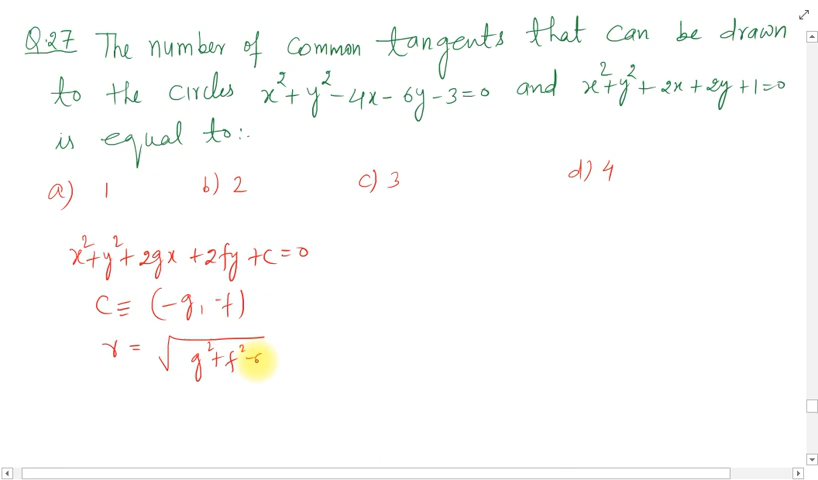 Q.27 The number of common tangents that can be drawn
to the circles x²+y²-4x-6y-3=0 and x²+y²+2x+2y+1=0
is equal to:-
a) 1 b) 2 c) 3 d) 4
x²+y²+2gx+2fy+c=0
C≡ (-g, -f)
r = √g²+f²-c